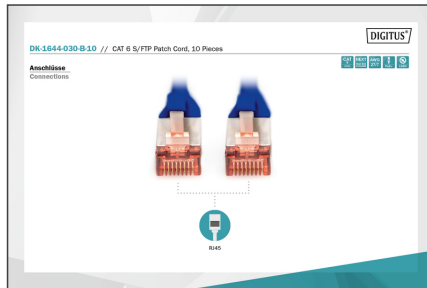 DIGITUS®
DK-1644-030-B-10 // CAT 6 S/FTP Patch Cord, 10 Pieces
Anschlüsse
Connections
RJ45